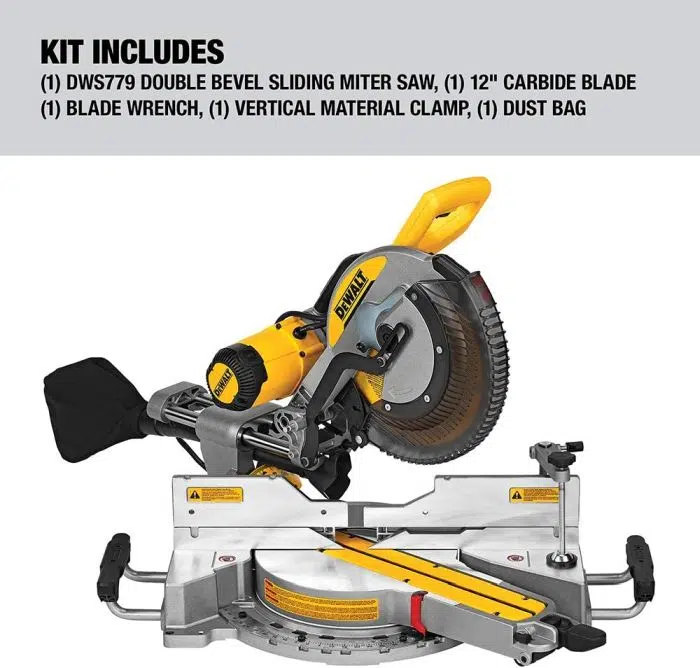 KIT INCLUDES
(1) DWS779 DOUBLE BEVEL SLIDING MITER SAW, (1) 12" CARBIDE BLADE
(1) BLADE WRENCH, (1) VERTICAL MATERIAL CLAMP, (1) DUST BAG
DEWALT
DEWALT